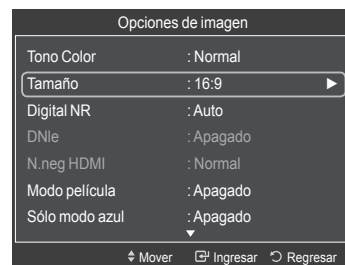 Opciones de imagen
Tono Color : Normal
Tamaño : 16:9 ►
Digital NR : Auto
DNIe : Apagado
N.neg HDMI : Normal
Modo película : Apagado
Sólo modo azul : Apagado
▼
Mover Ingresar Regresar